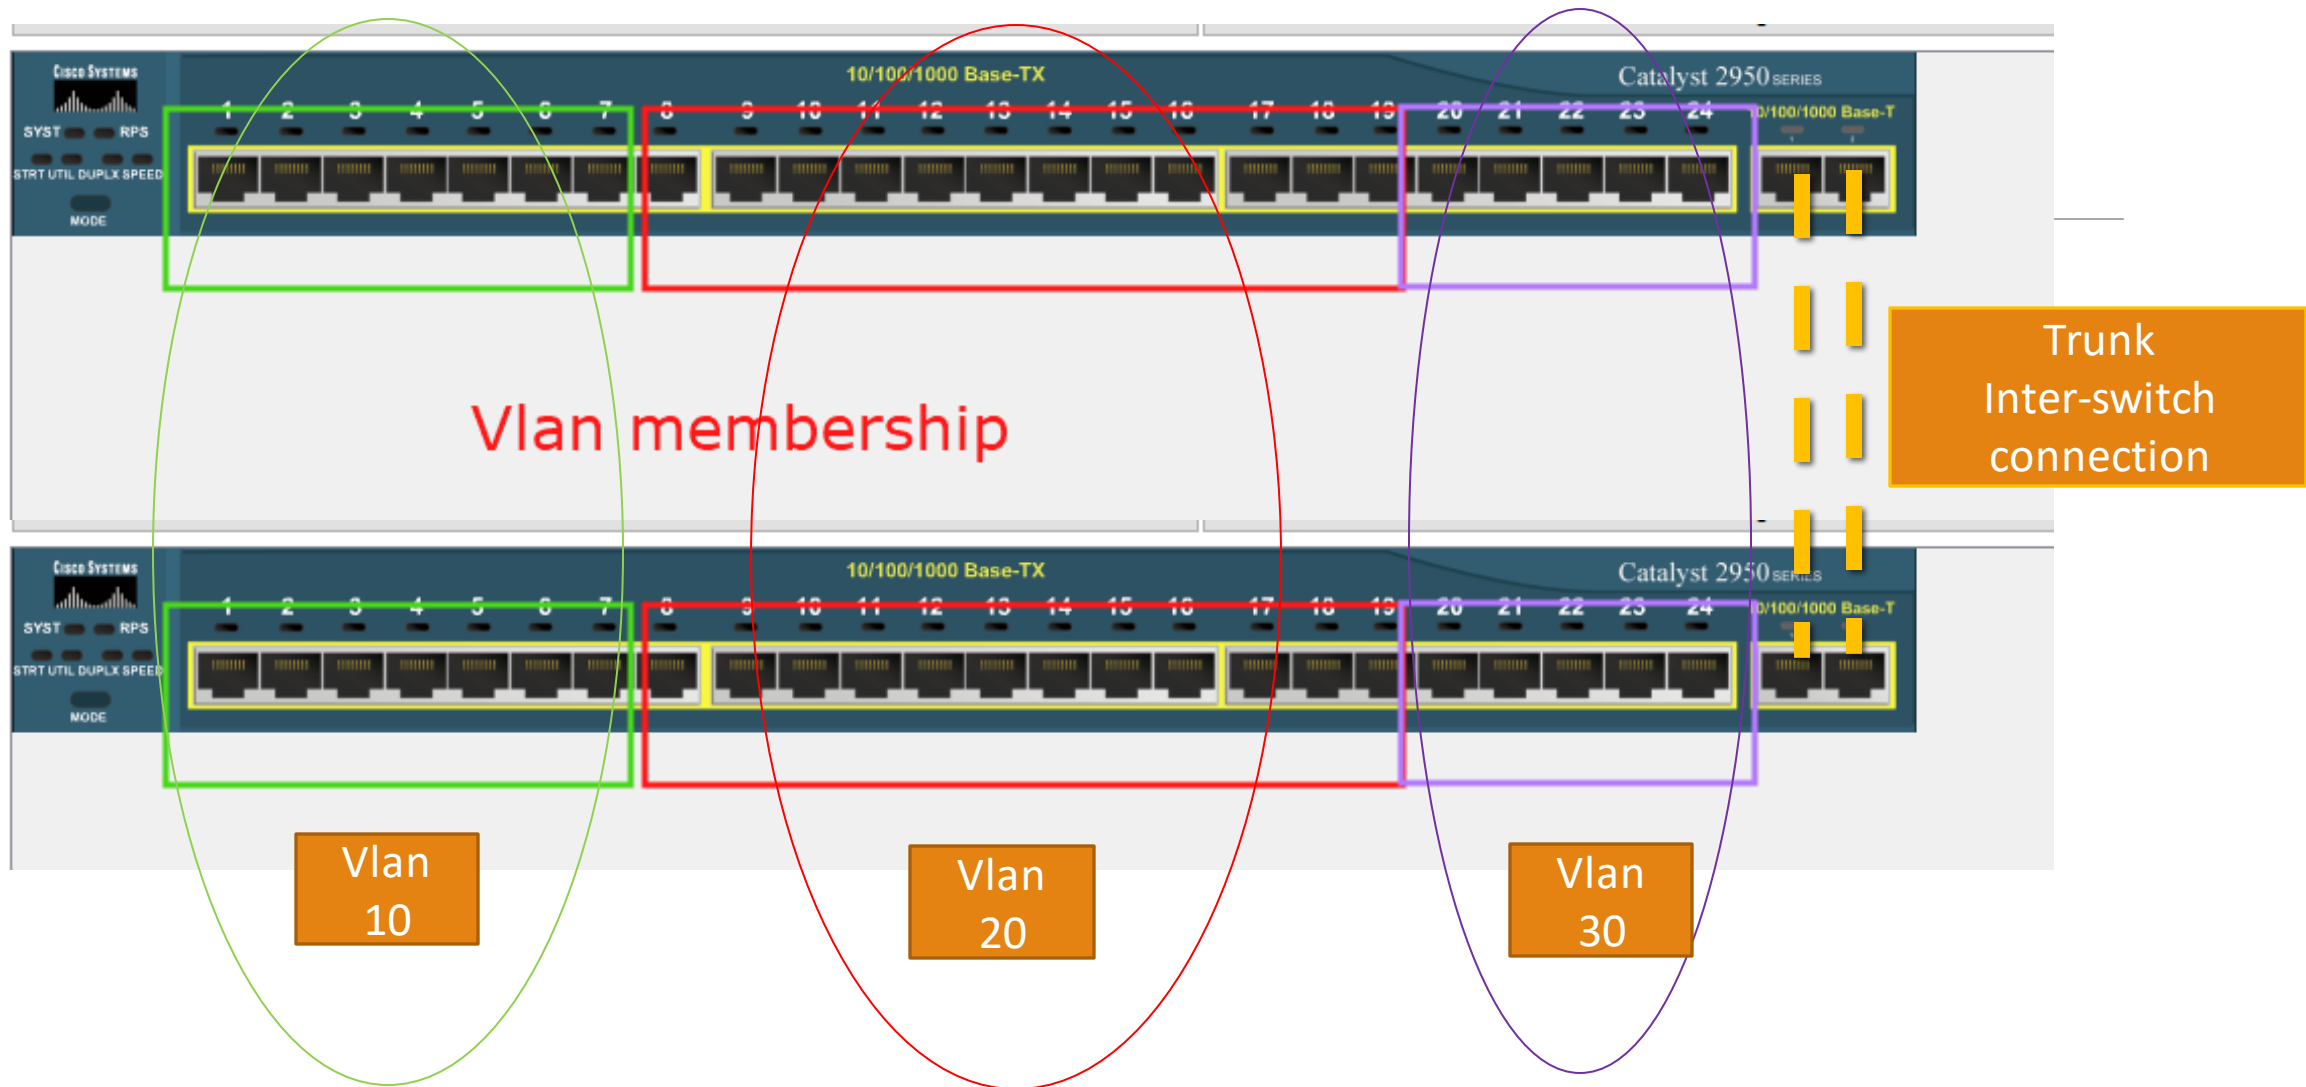 CISCO SYSTEMS
10/100/1000 Base-TX
Catalyst 2950 SERIES
1 2 3 4 5 6 7 8 9 10 11 12 13 14 15 16 17 18 19 20 21 22 23 24
10/100/1000 Base-T
SYST RPS
STRT UTIL DUPLX SPEED
MODE
Trunk
Inter-switch
connection
Vlan membership
CISCO SYSTEMS
10/100/1000 Base-TX
Catalyst 2950 SERIES
1 2 3 4 5 6 7 8 9 10 11 12 13 14 15 16 17 18 19 20 21 22 23 24
10/100/1000 Base-T
SYST RPS
STRT UTIL DUPLX SPEED
MODE
Vlan
10
Vlan
20
Vlan
30